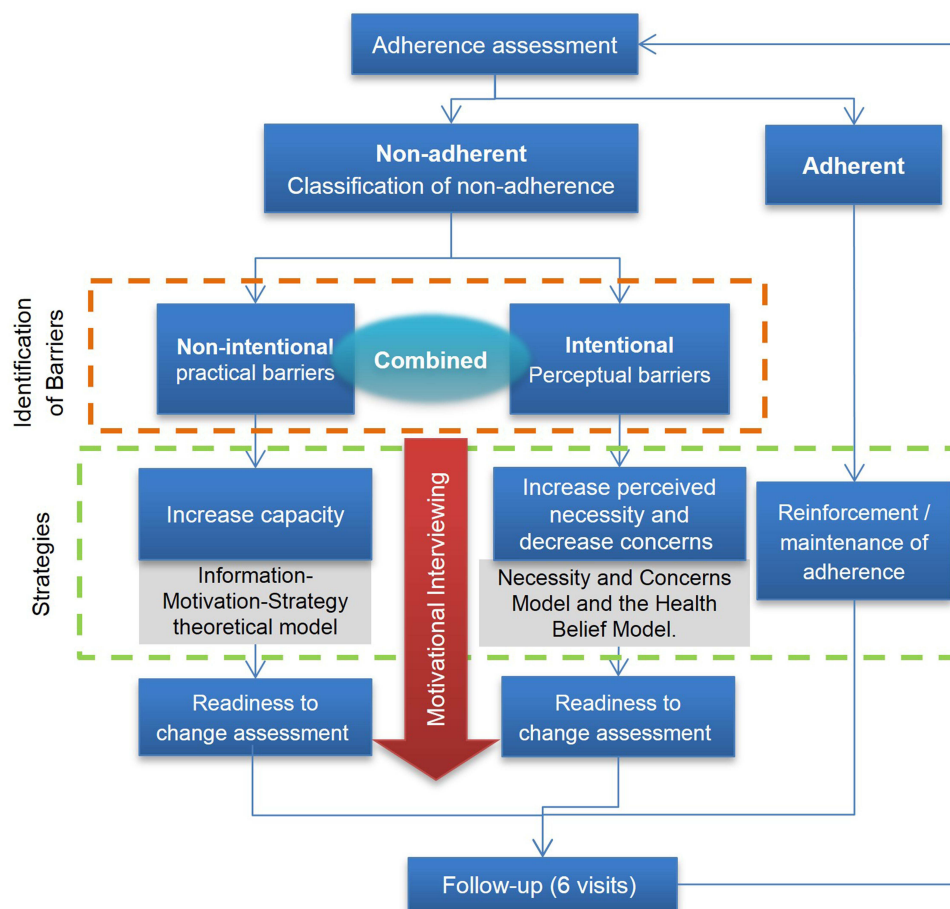 Adherence assessment
Non-adherent
Classification of non-adherence
Adherent
Identification
of Barriers
Non-intentional
practical barriers
Combined
Intentional
Perceptual barriers
Strategies
Increase capacity
Information-
Motivation-Strategy
theoretical model
Motivational Interviewing
Increase perceived
necessity and
decrease concerns
Necessity and Concerns
Model and the Health
Belief Model.
Reinforcement /
maintenance of
adherence
Readiness to
change assessment
Readiness to
change assessment
Follow-up (6 visits)